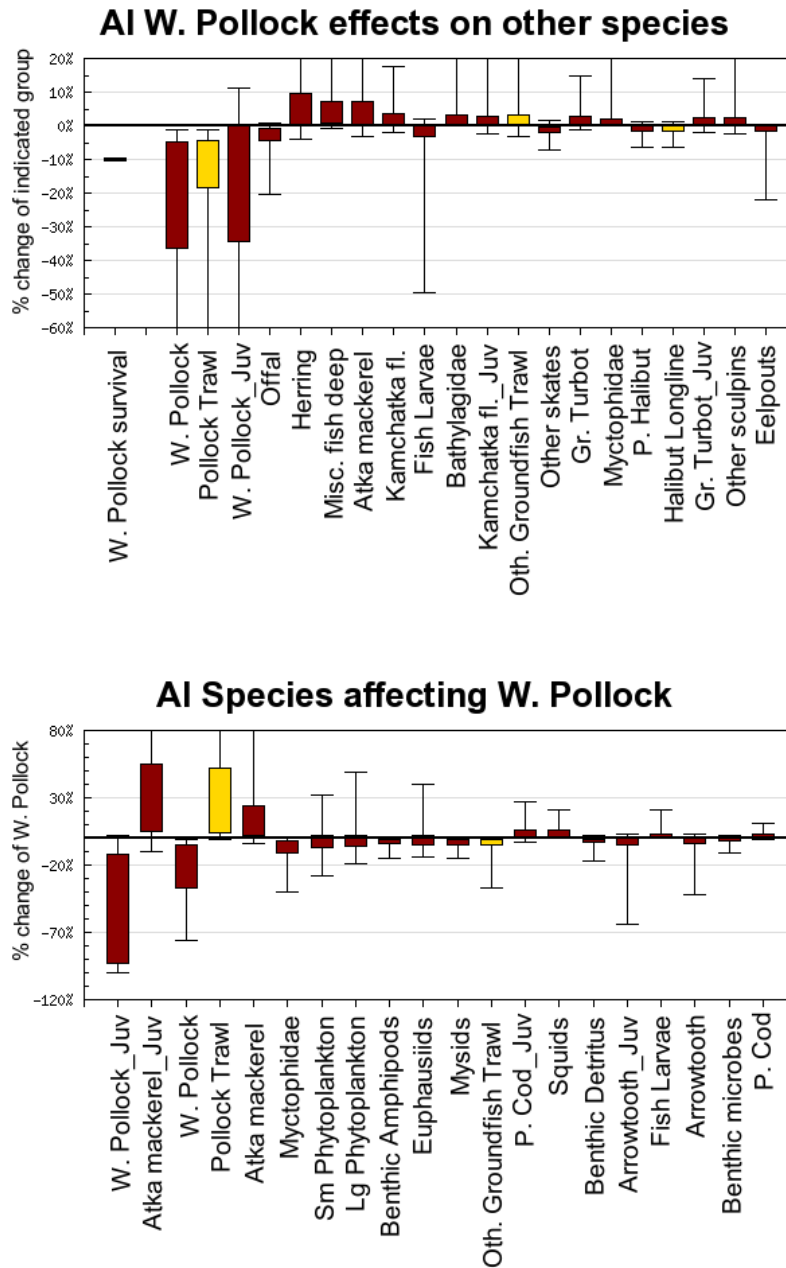 AI W. Pollock effects on other species
% change of indicated group
20%
10%
0%
-10%
-20%
-30%
-40%
-50%
-60%
W. Pollock survival
W. Pollock
Pollock Trawl
W. Pollock_Juv
Offal
Herring
Misc. fish deep
Atka mackerel
Kamchatka fl.
Fish Larvae
Bathylagidae
Kamchatka fl._Juv
Oth. Groundfish Trawl
Other skates
Gr. Turbot
Myctophidae
P. Halibut
Halibut Longline
Gr. Turbot_Juv
Other sculpins
Eelpouts
AI Species affecting W. Pollock
% change of W. Pollock
80%
30%
-20%
-70%
-120%
W. Pollock_Juv
Atka mackerel_Juv
W. Pollock
Pollock Trawl
Atka mackerel
Myctophidae
Sm Phytoplankton
Lg Phytoplankton
Benthic Amphipods
Euphausiids
Mysids
Oth. Groundfish Trawl
P. Cod_Juv
Squids
Benthic Detritus
Arrowtooth_Juv
Fish Larvae
Arrowtooth
Benthic microbes
P. Cod